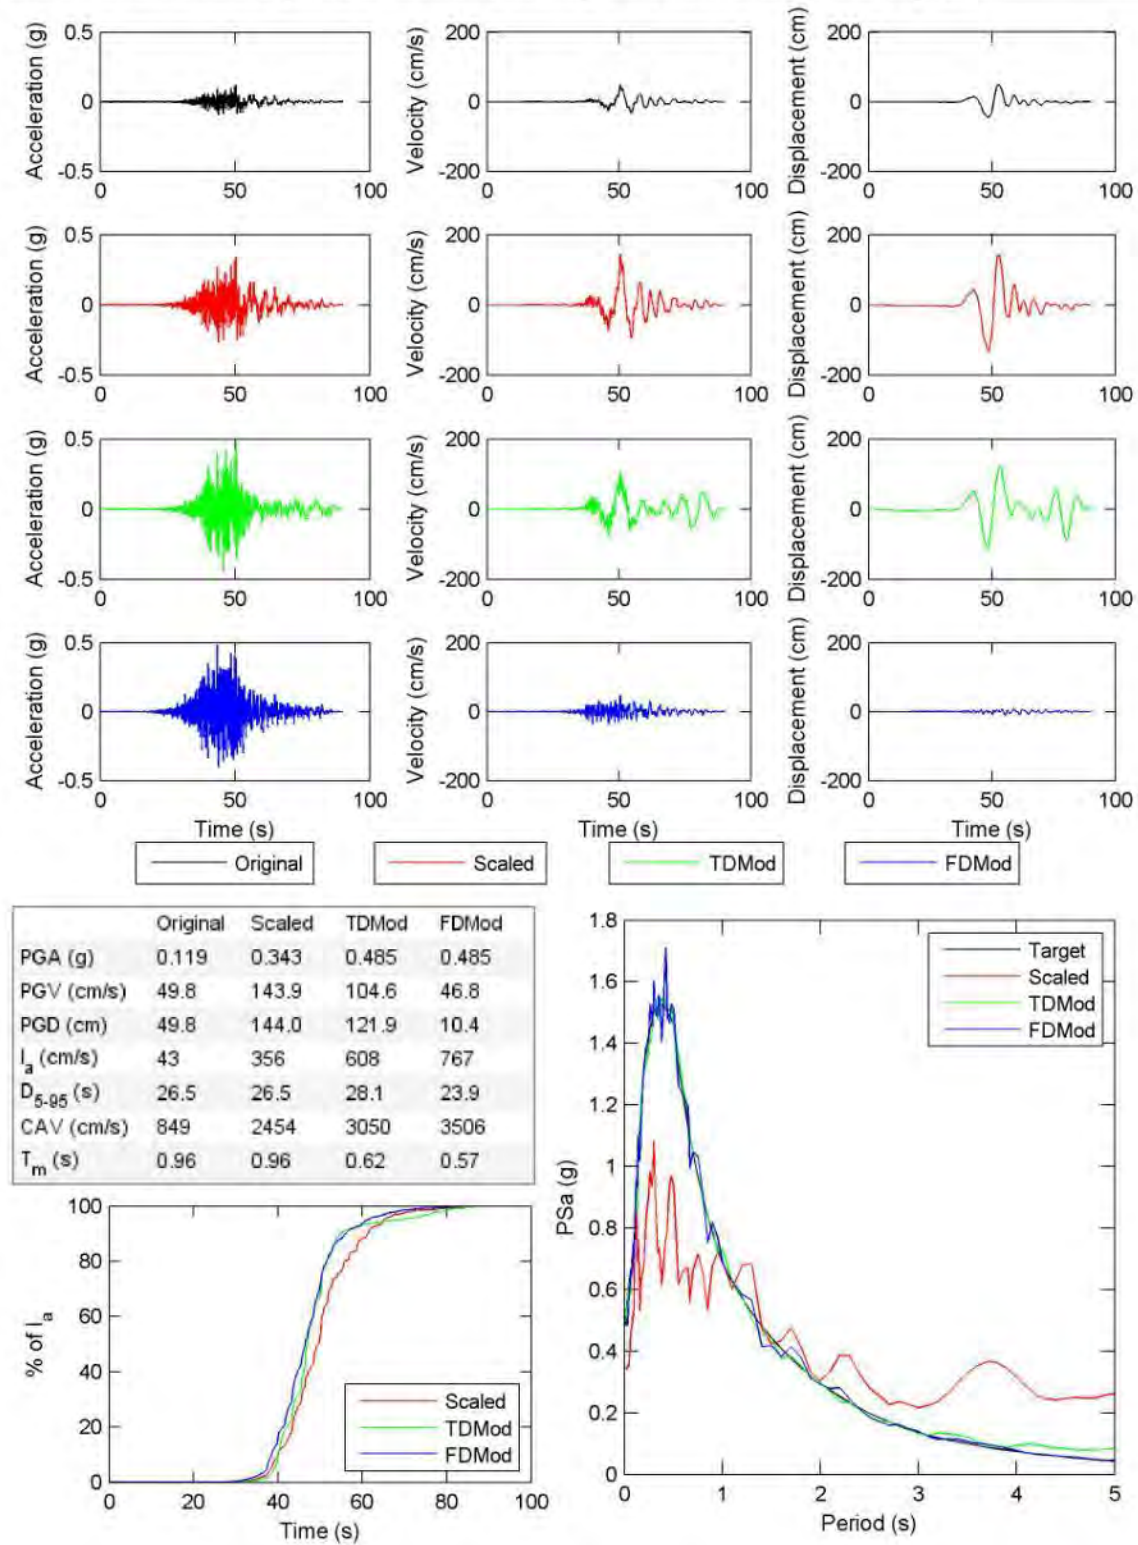 Acceleration (g)
0.5
0
-0.5
0 50 100
Velocity (cm/s)
200
0
-200
0 50 100
Displacement (cm)
200
0
-200
0 50 100
Acceleration (g)
0.5
0
-0.5
0 50 100
Velocity (cm/s)
200
0
-200
0 50 100
Displacement (cm)
200
0
-200
0 50 100
Acceleration (g)
0.5
0
-0.5
0 50 100
Velocity (cm/s)
200
0
-200
0 50 100
Displacement (cm)
200
0
-200
0 50 100
Acceleration (g)
0.5
0
-0.5
0 50 100
Time (s)
Velocity (cm/s)
200
0
-200
0 50 100
Time (s)
Displacement (cm)
200
0
-200
0 50 100
Time (s)
Original
Scaled
TDMod
FDMod
Original Scaled TDMod FDMod
PGA (g) 0.119 0.343 0.485 0.485
PGV (cm/s) 49.8 143.9 104.6 46.8
PGD (cm) 49.8 144.0 121.9 10.4
Ia (cm/s) 43 356 608 767
D5-95 (s) 26.5 26.5 28.1 23.9
CAV (cm/s) 849 2454 3050 3506
Tm (s) 0.96 0.96 0.62 0.57
% of Ia
100
80
60
40
20
0
0 20 40 60 80 100
Time (s)
Scaled
TDMod
FDMod
PSa (g)
1.8
1.6
1.4
1.2
1
0.8
0.6
0.4
0.2
0
0 1 2 3 4 5
Period (s)
Target
Scaled
TDMod
FDMod